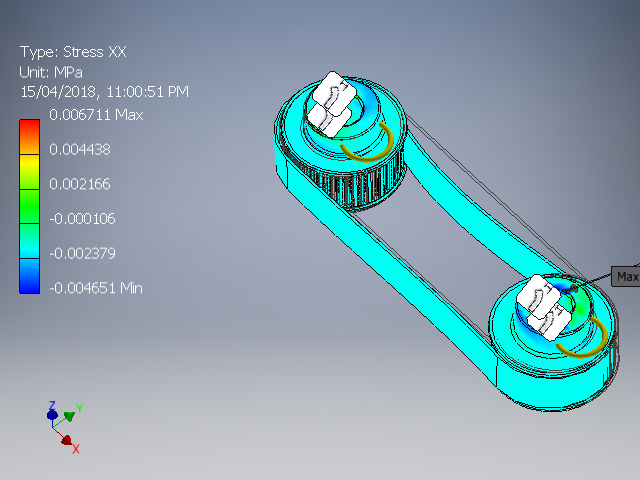 Type: Stress XX
Unit: MPa
15/04/2018, 11:00:51 PM
0.006711 Max
0.004438
0.002166
-0.000106
-0.002379
-0.004651 Min
Max
Z
Y
X